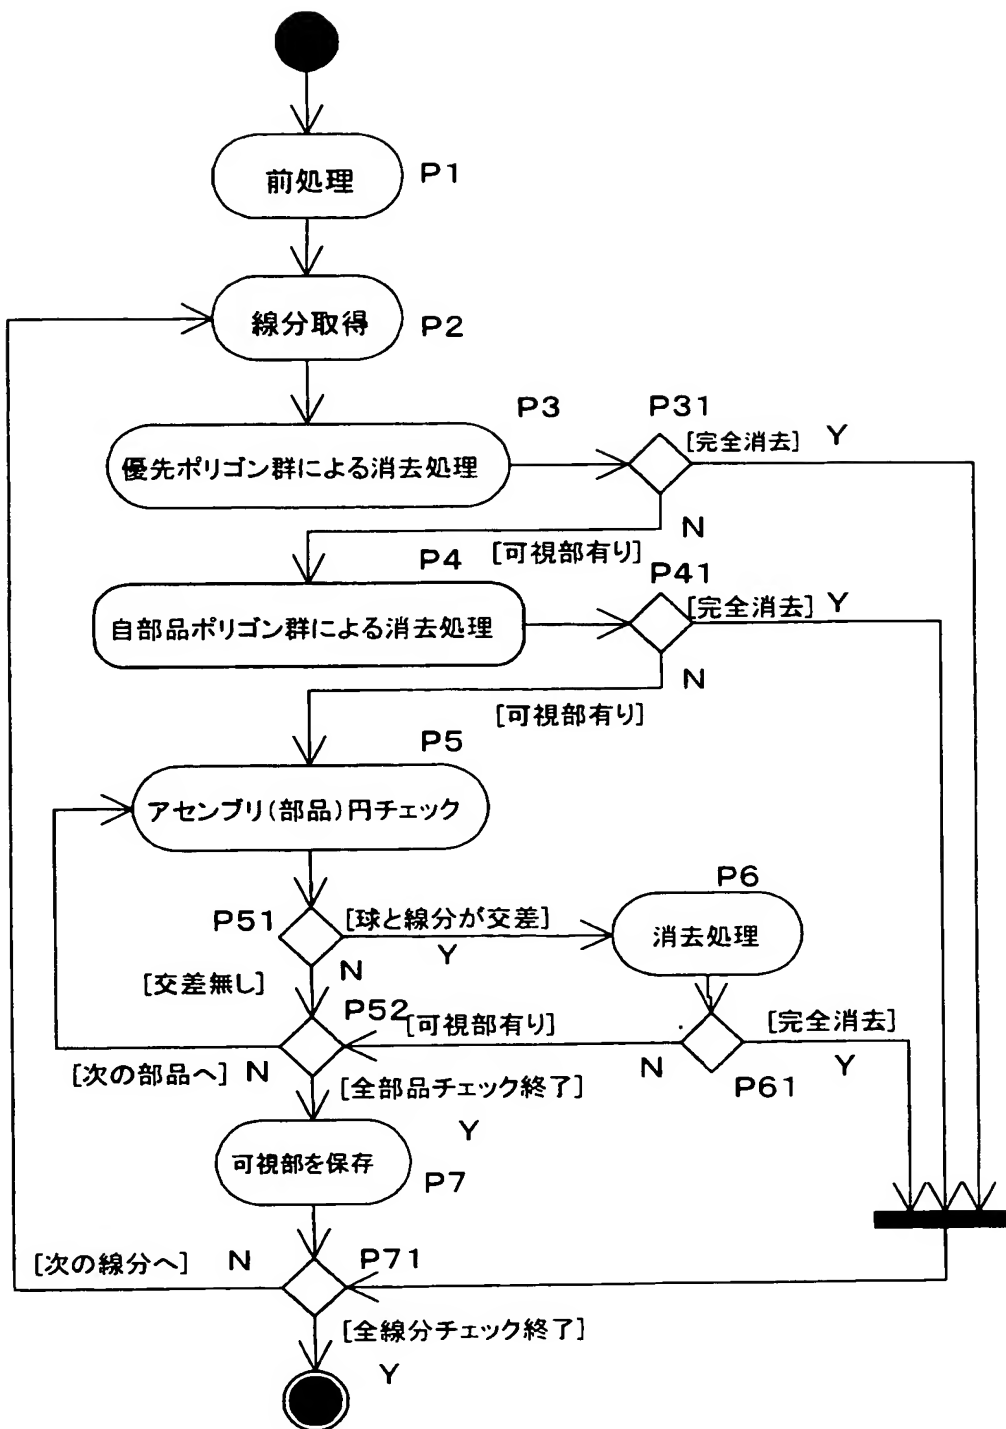 前処理
P1
線分取得
P2
P3
P31
[完全消去]
Y
優先ポリゴン群による消去処理
N
[可視部有り]
P4
P41
[完全消去]
Y
自部品ポリゴン群による消去処理
N
[可視部有り]
P5
アセンブリ(部品)円チェック
P6
P51
[球と線分が交差]
Y
消去処理
[交差無し]
N
P52
[可視部有り]
[完全消去]
[次の部品へ]
N
N
Y
P61
[全部品チェック終了]
Y
可視部を保存
P7
[次の線分へ]
N
P71
[全線分チェック終了]
Y